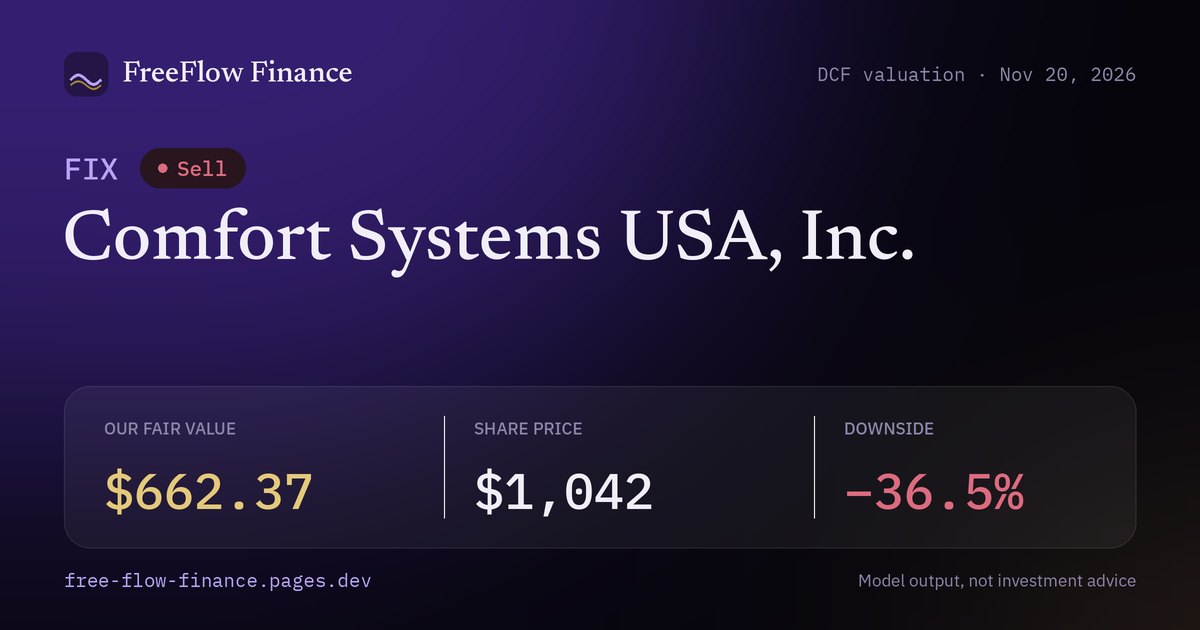 FreeFlow Finance
DCF valuation · Nov 20, 2026
FIX
Sell
Comfort Systems USA, Inc.
OUR FAIR VALUE
SHARE PRICE
DOWNSIDE
$662.37
$1,042
−36.5%
free-flow-finance.pages.dev
Model output, not investment advice